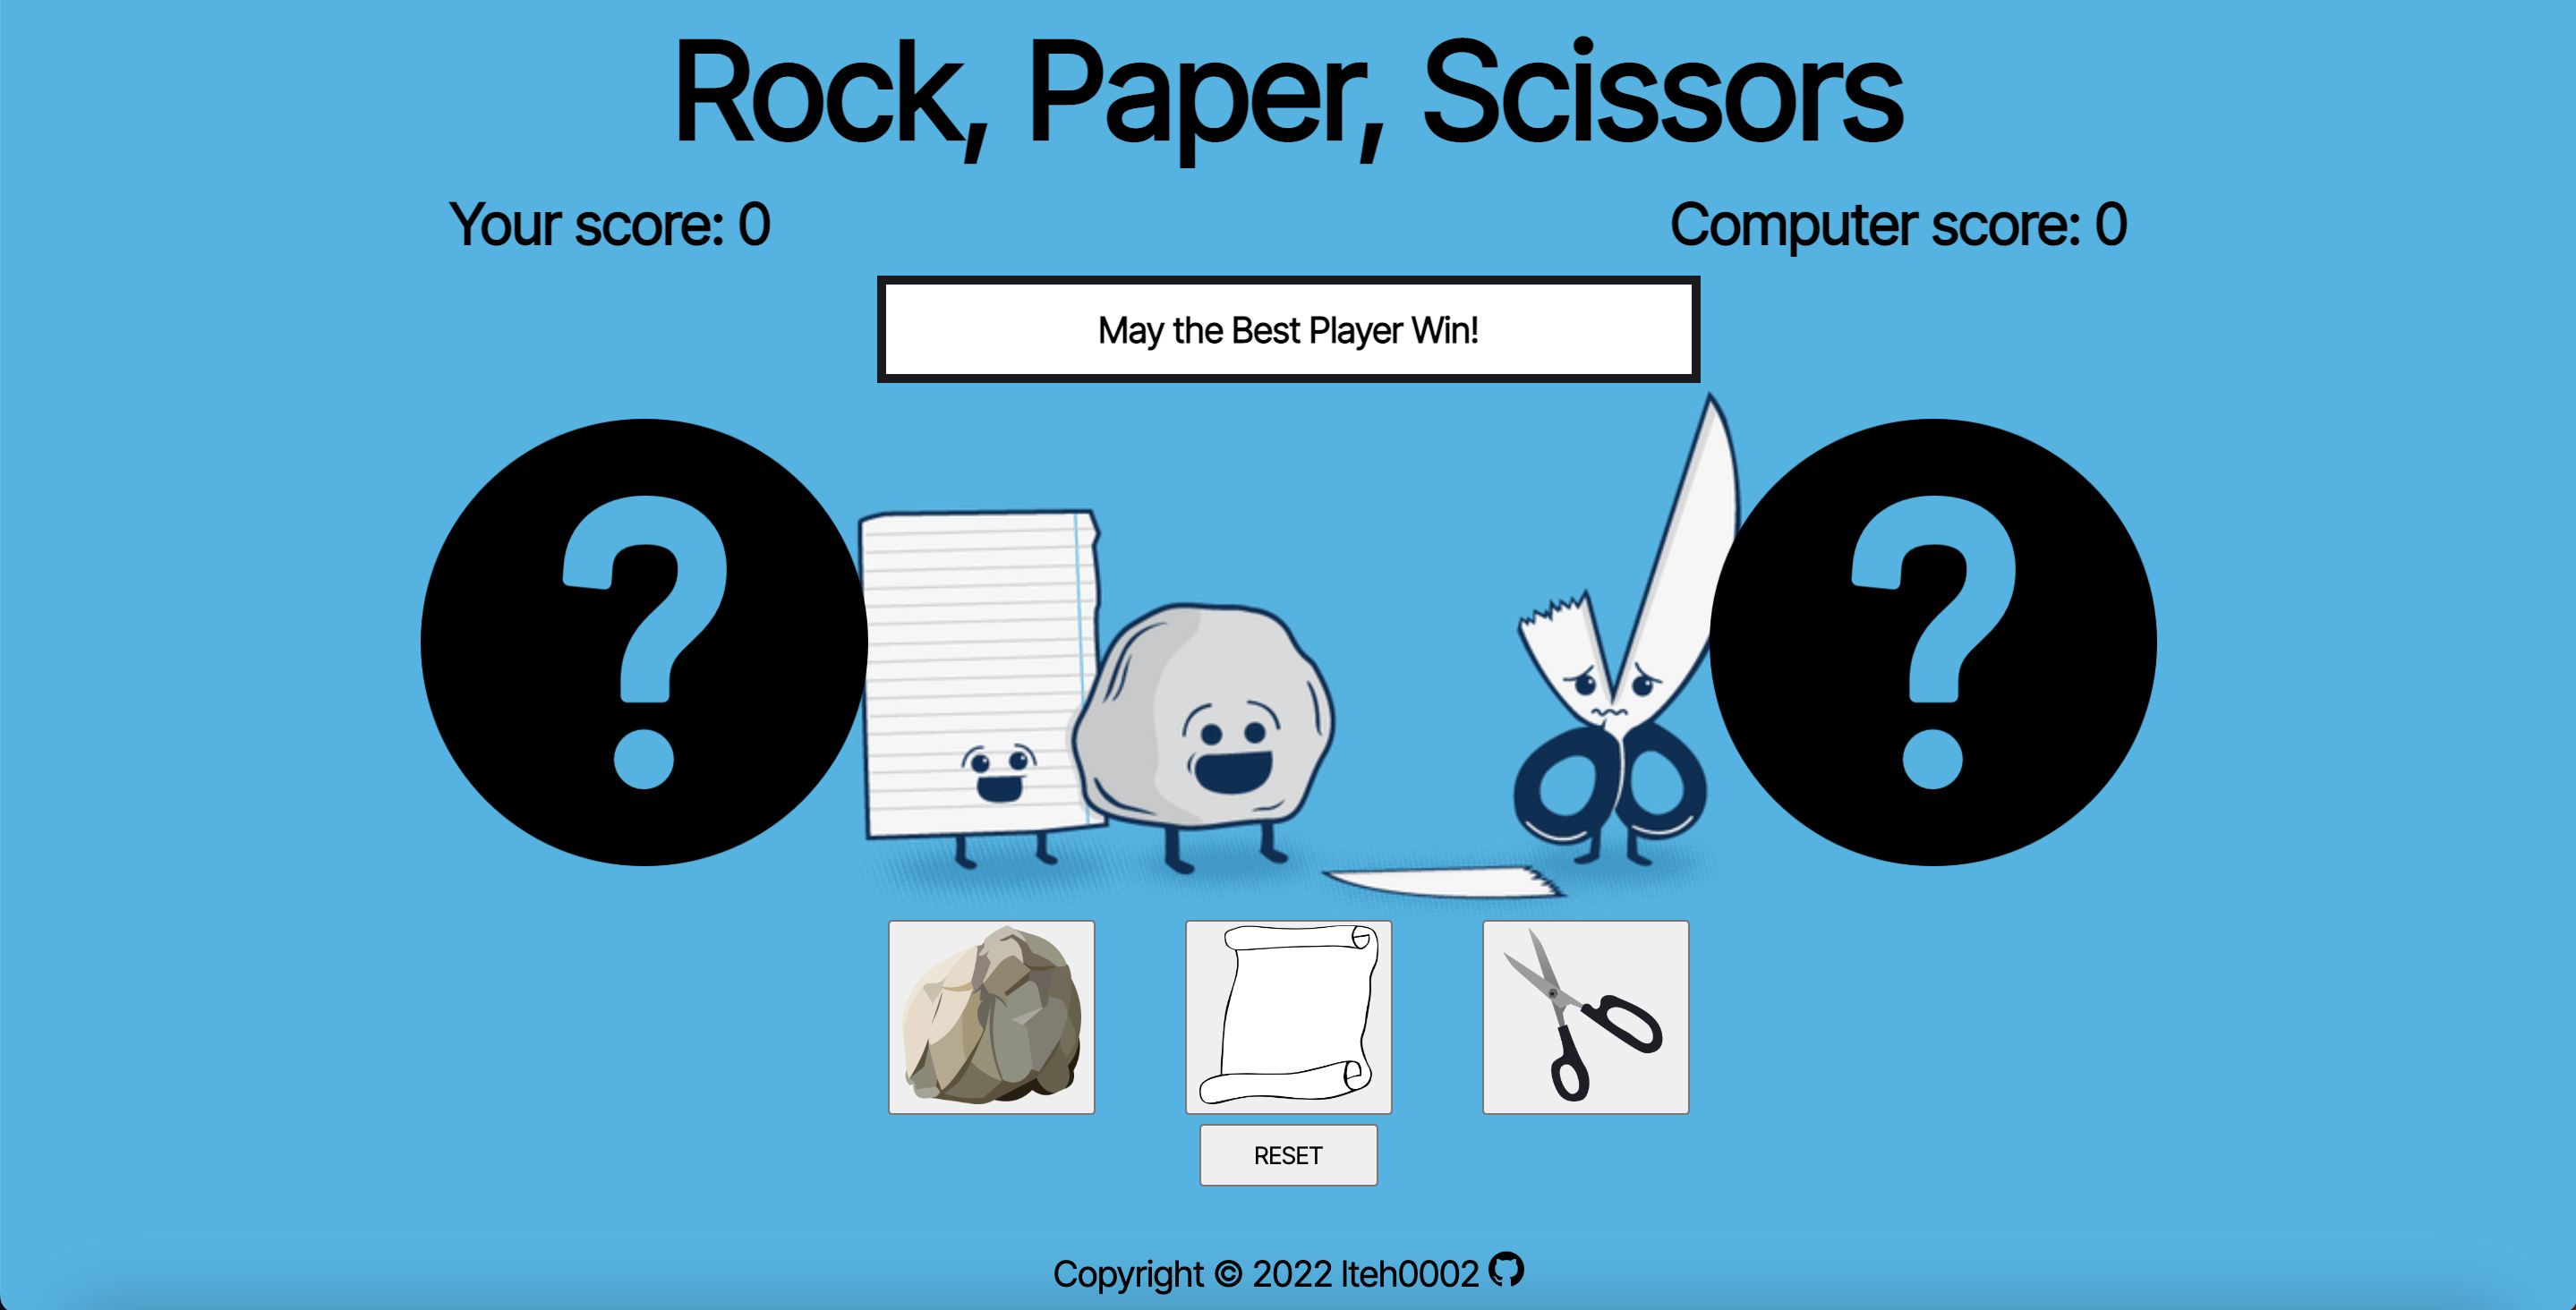 Rock, Paper, Scissors
Your score: 0
Computer score: 0
May the Best Player Win!
?
?
RESET
Copyright © 2022 lteh0002